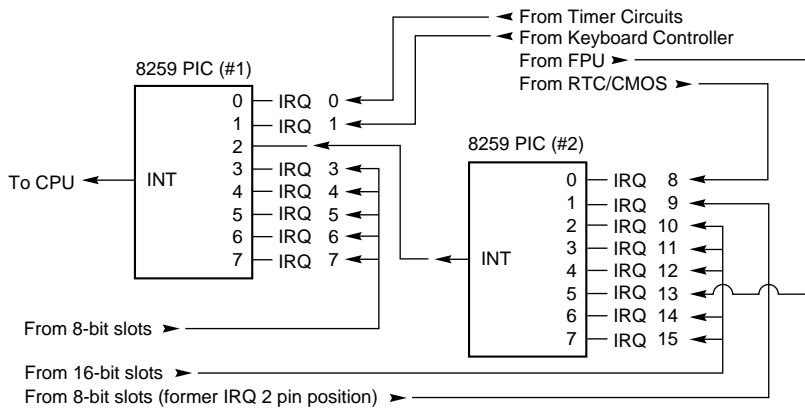 From Timer Circuits
From Keyboard Controller
From FPU
From RTC/CMOS
8259 PIC (#1)
0 IRQ 0
1 IRQ 1
2
3 IRQ 3
4 IRQ 4
5 IRQ 5
6 IRQ 6
7 IRQ 7
To CPU
INT
8259 PIC (#2)
0 IRQ 8
1 IRQ 9
2 IRQ 10
3 IRQ 11
4 IRQ 12
5 IRQ 13
6 IRQ 14
7 IRQ 15
INT
From 8-bit slots
From 16-bit slots
From 8-bit slots (former IRQ 2 pin position)